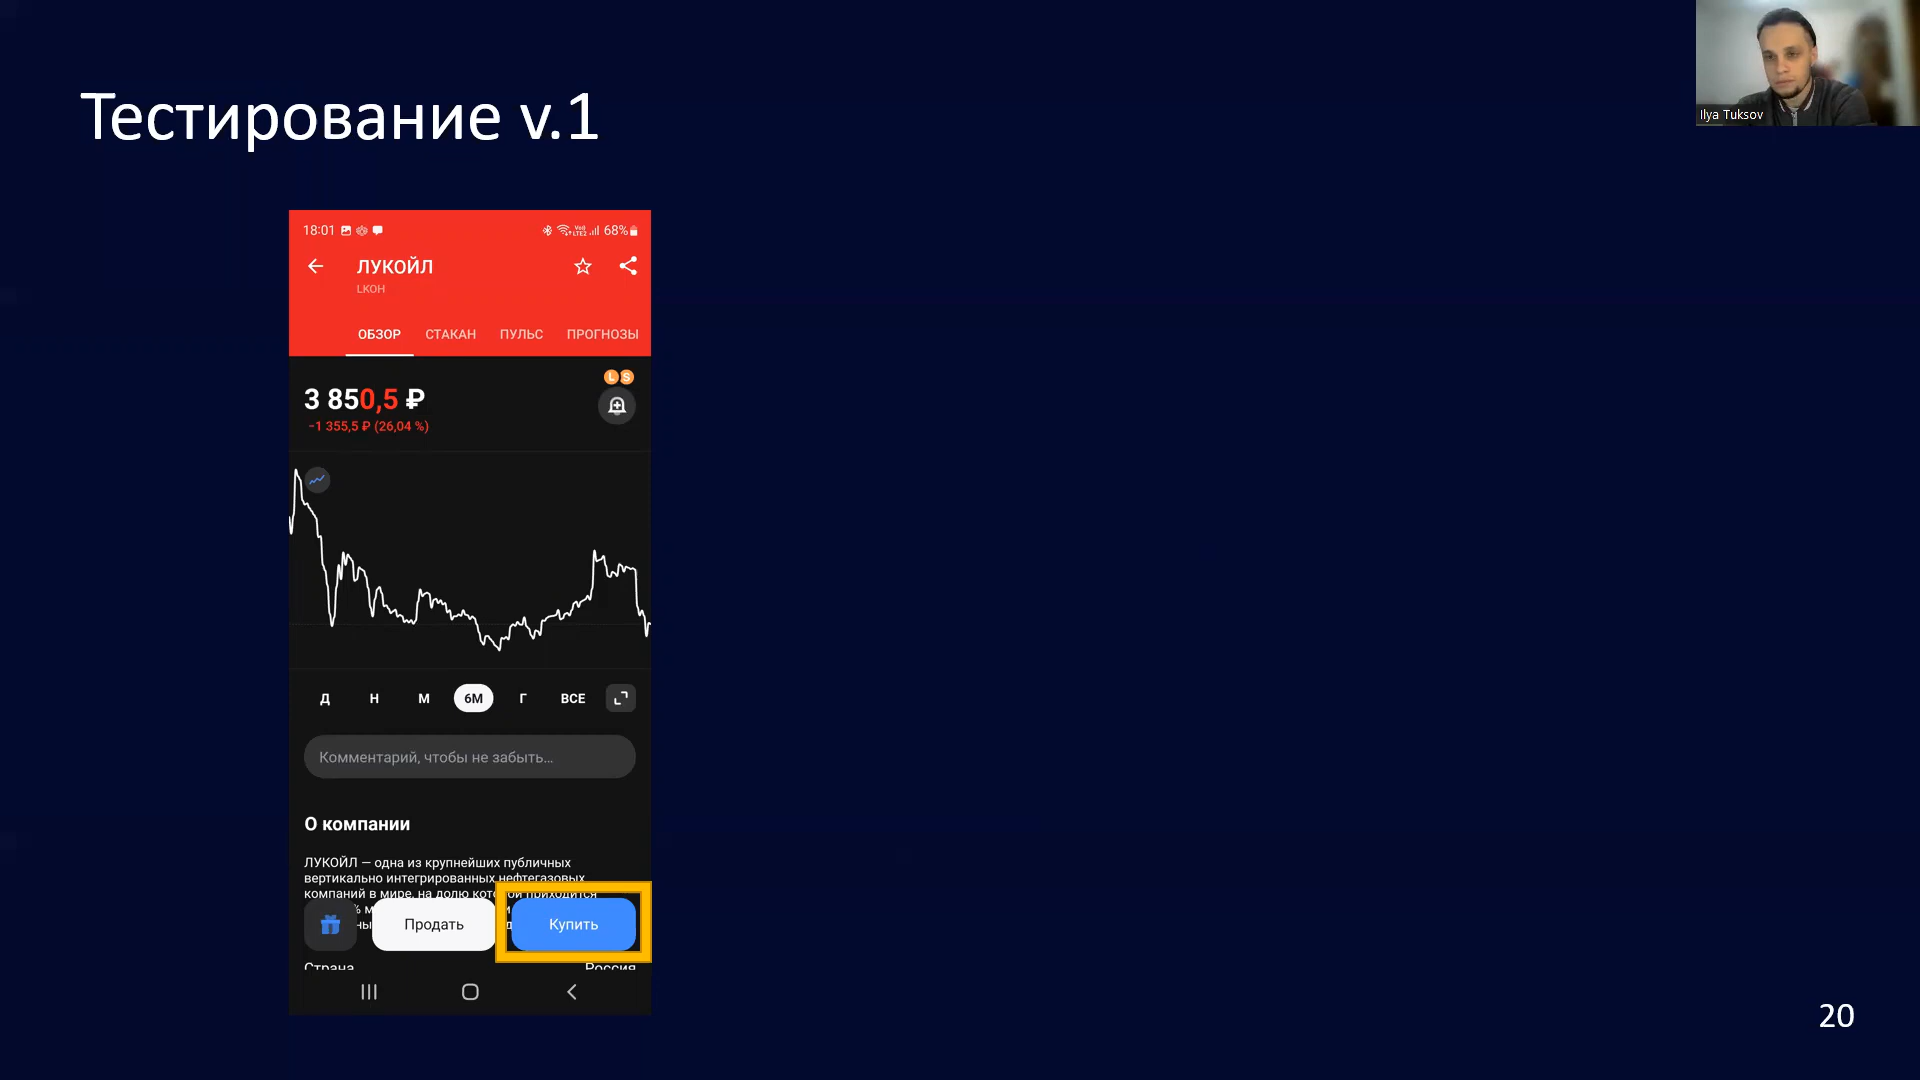 Тестирование v.1
Ilya Tuksov
18:01
68%
ЛУКОЙЛ
LKOH
ОБЗОР СТАКАН ПУЛЬС ПРОГНОЗЫ
L S
3 850,5 ₽
-1 355,5 ₽ (26,04 %)
Д Н М 6М Г ВСЕ
Комментарий, чтобы не забыть...
О компании
ЛУКОЙЛ — одна из крупнейших публичных
вертикально интегрированных нефтегазовых
компаний в мире, на долю которой приходится
Продать
Купить
Страна Россия
20